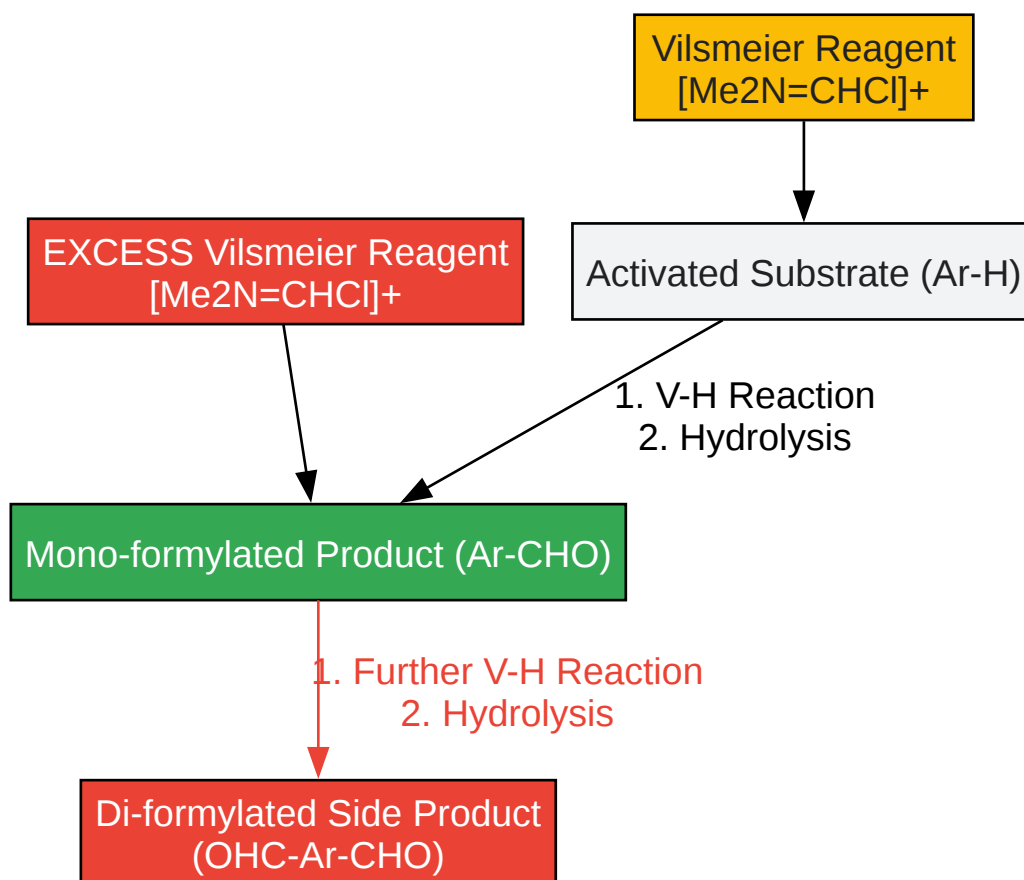 Vilsmeier Reagent
[Me2N=CHCl]+
EXCESS Vilsmeier Reagent
[Me2N=CHCl]+
Activated Substrate (Ar-H)
1. V-H Reaction
2. Hydrolysis
Mono-formylated Product (Ar-CHO)
1. Further V-H Reaction
2. Hydrolysis
Di-formylated Side Product
(OHC-Ar-CHO)